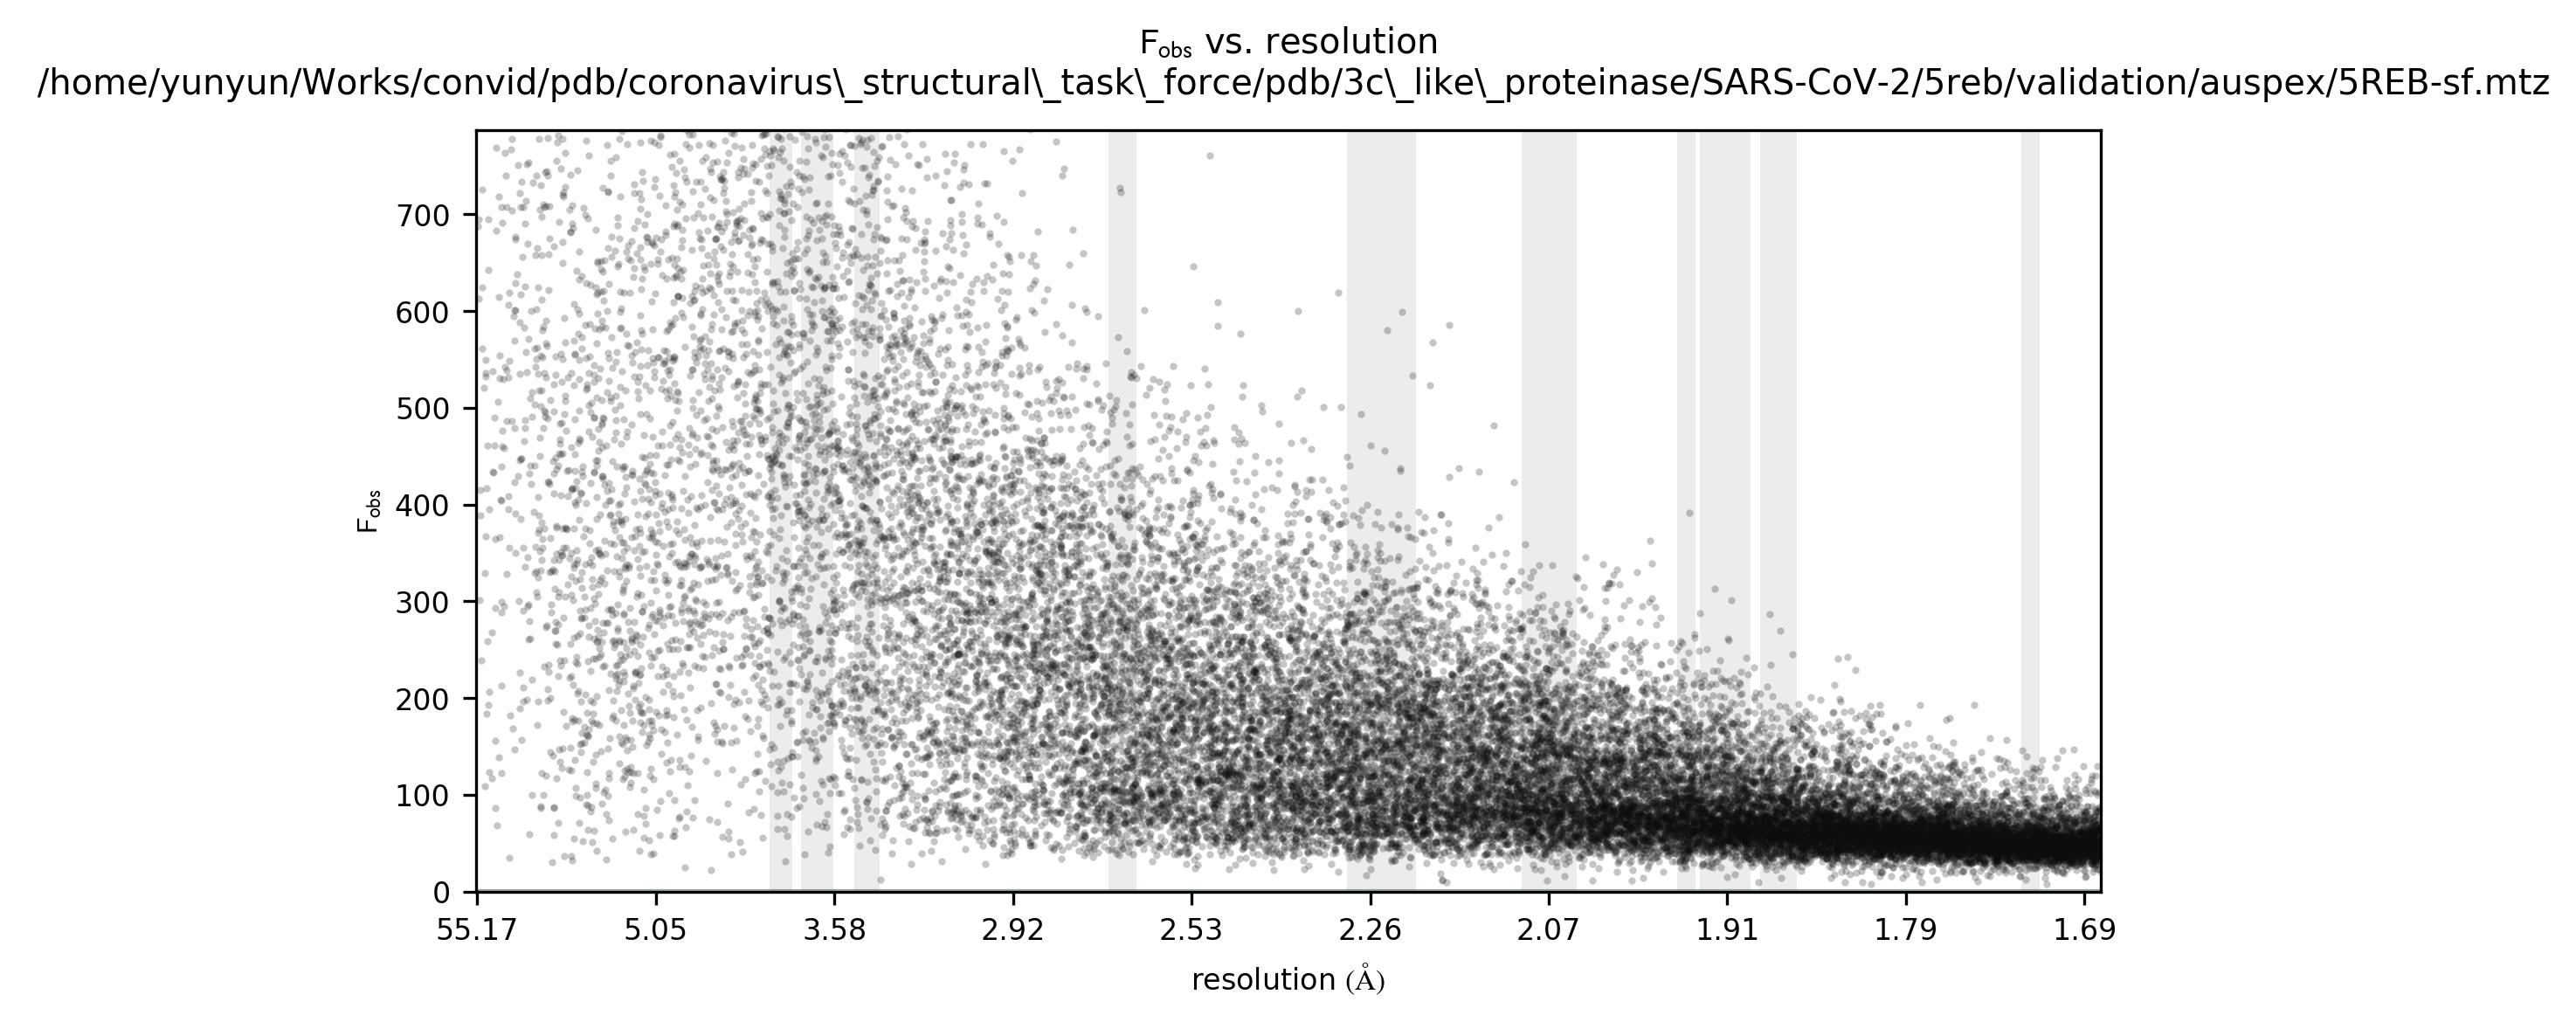 F_obs vs. resolution
/home/yunyun/Works/convid/pdb/coronavirus\_structural\_task\_force/pdb/3c\_like\_proteinase/SARS-CoV-2/5reb/validation/auspex/5REB-sf.mtz
700
600
500
400
300
200
100
0
F_obs
55.17 5.05 3.58 2.92 2.53 2.26 2.07 1.91 1.79 1.69
resolution (Å)